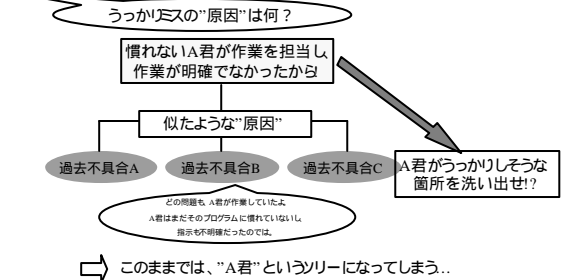 うっかりミスの”原因”は何？
慣れないA君が作業を担当し、
作業が明確でなかったから
似たような”原因”
過去不具合A
過去不具合B
過去不具合C
A君がうっかりしそうな
箇所を洗い出せ!?
どの問題も、A君が作業していたよ。
A君はまだそのプログラムに慣れていないし、
指示も不明確だったのでは。
このままでは、”A君”というツリーになってしまう…